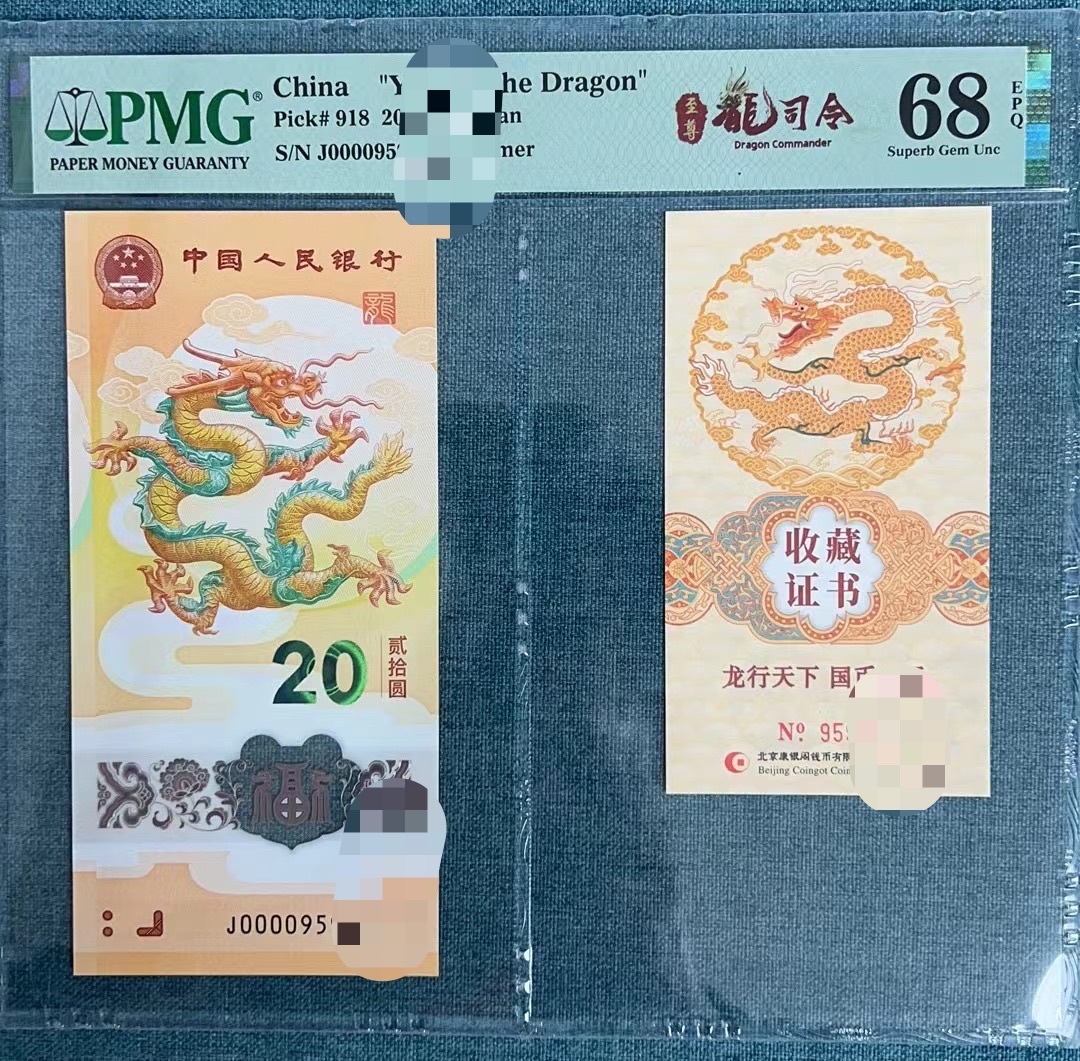 PMG®
PAPER MONEY GUARANTY
China "Y he Dragon"
Pick# 918 20 an
S/N J000095 mer
至尊 龍司令
Dragon Commander
68
EPQ
Superb Gem Unc
中国人民银行
龍
20
贰拾圆
福
J000095
收藏
证书
龙行天下 国
Nº. 95
北京康银阁钱币有限
Beijing Coingot Coin